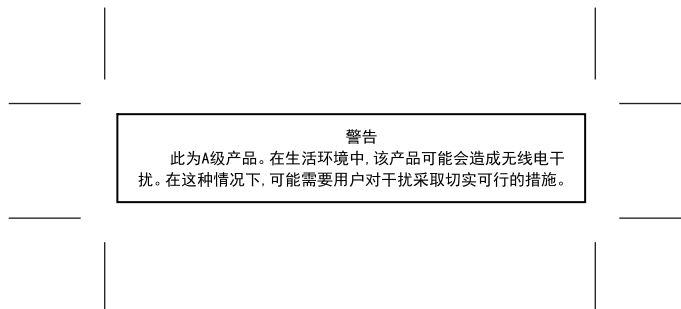 警告
此为A级产品。在生活环境中,该产品可能会造成无线电干
扰。在这种情况下,可能需要用户对干扰采取切实可行的措施。